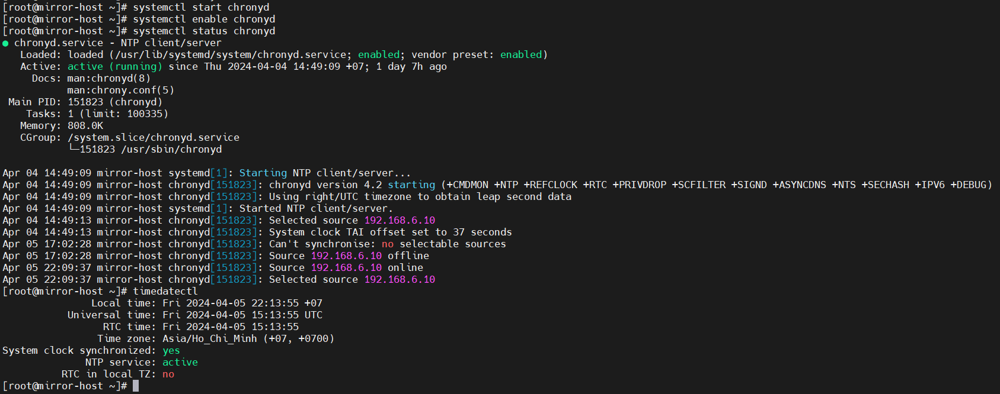 [root@mirror-host ~]# systemctl start chronyd
[root@mirror-host ~]# systemctl enable chronyd
[root@mirror-host ~]# systemctl status chronyd
● chronyd.service - NTP client/server
   Loaded: loaded (/usr/lib/systemd/system/chronyd.service; enabled; vendor preset: enabled)
   Active: active (running) since Thu 2024-04-04 14:49:09 +07; 1 day 7h ago
     Docs: man:chronyd(8)
           man:chrony.conf(5)
 Main PID: 151823 (chronyd)
    Tasks: 1 (limit: 100335)
   Memory: 808.0K
   CGroup: /system.slice/chronyd.service
           └─151823 /usr/sbin/chronyd
Apr 04 14:49:09 mirror-host systemd[1]: Starting NTP client/server...
Apr 04 14:49:09 mirror-host chronyd[151823]: chronyd version 4.2 starting (+CMDMON +NTP +REFCLOCK +RTC +PRIVDROP +SCFILTER +SIGND +ASYNCDNS +NTS +SECHASH +IPV6 +DEBUG)
Apr 04 14:49:09 mirror-host chronyd[151823]: Using right/UTC timezone to obtain leap second data
Apr 04 14:49:09 mirror-host systemd[1]: Started NTP client/server.
Apr 04 14:49:13 mirror-host chronyd[151823]: Selected source 192.168.6.10
Apr 04 14:49:13 mirror-host chronyd[151823]: System clock TAI offset set to 37 seconds
Apr 05 17:02:28 mirror-host chronyd[151823]: Can't synchronise: no selectable sources
Apr 05 17:02:28 mirror-host chronyd[151823]: Source 192.168.6.10 offline
Apr 05 22:09:37 mirror-host chronyd[151823]: Source 192.168.6.10 online
Apr 05 22:09:37 mirror-host chronyd[151823]: Selected source 192.168.6.10
[root@mirror-host ~]# timedatectl
               Local time: Fri 2024-04-05 22:13:55 +07
           Universal time: Fri 2024-04-05 15:13:55 UTC
                 RTC time: Fri 2024-04-05 15:13:55
                Time zone: Asia/Ho_Chi_Minh (+07, +0700)
System clock synchronized: yes
              NTP service: active
          RTC in local TZ: no
[root@mirror-host ~]#